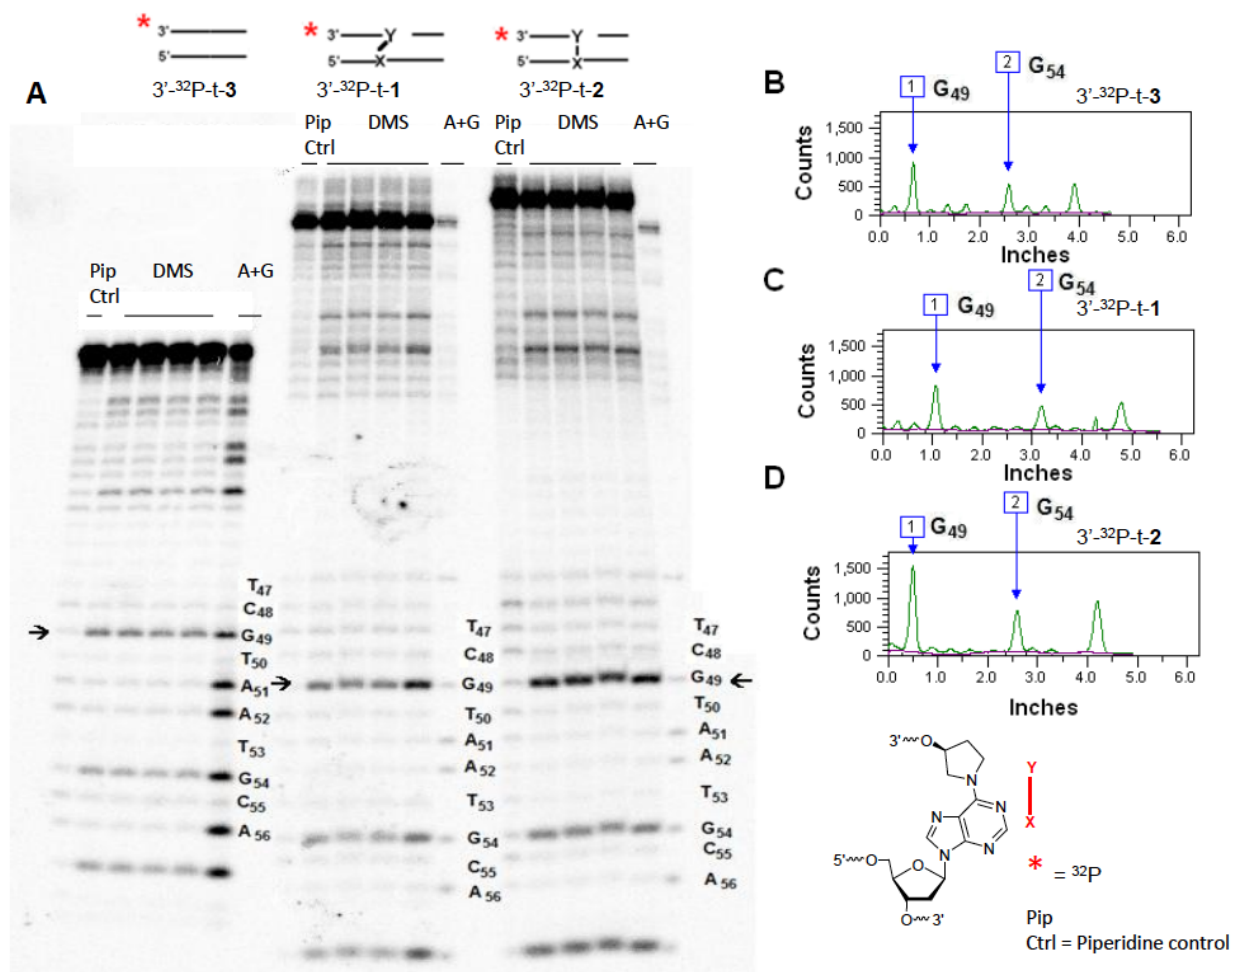 * 3' * 3' Y * 3' Y
5' 5' X 5' X
3'-³²P-t-3 3'-³²P-t-1 3'-³²P-t-2
A
Pip DMS A+G Pip DMS A+G
Ctrl Ctrl
Pip DMS A+G
Ctrl
T47
C48
G49
T50
A51
A52
T53
G54
C55
A56
T47
C48
G49
T50
A51
A52
T53
G54
C55
A56
T47
C48
G49
T50
A51
A52
T53
G54
C55
A56
B
1 G49 2 G54
3'-³²P-t-3
Counts
1,500
1,000
500
0
0.0 1.0 2.0 3.0 4.0 5.0 6.0
Inches
C
1 G49 2 G54
3'-³²P-t-1
Counts
1,500
1,000
500
0
0.0 1.0 2.0 3.0 4.0 5.0 6.0
Inches
D
1 G49 2 G54
3'-³²P-t-2
Counts
1,500
1,000
500
0
0.0 1.0 2.0 3.0 4.0 5.0 6.0
Inches
3' O
N Y
N N X
N N
5' O O * = ³²P
O 3'
Pip
Ctrl = Piperidine control